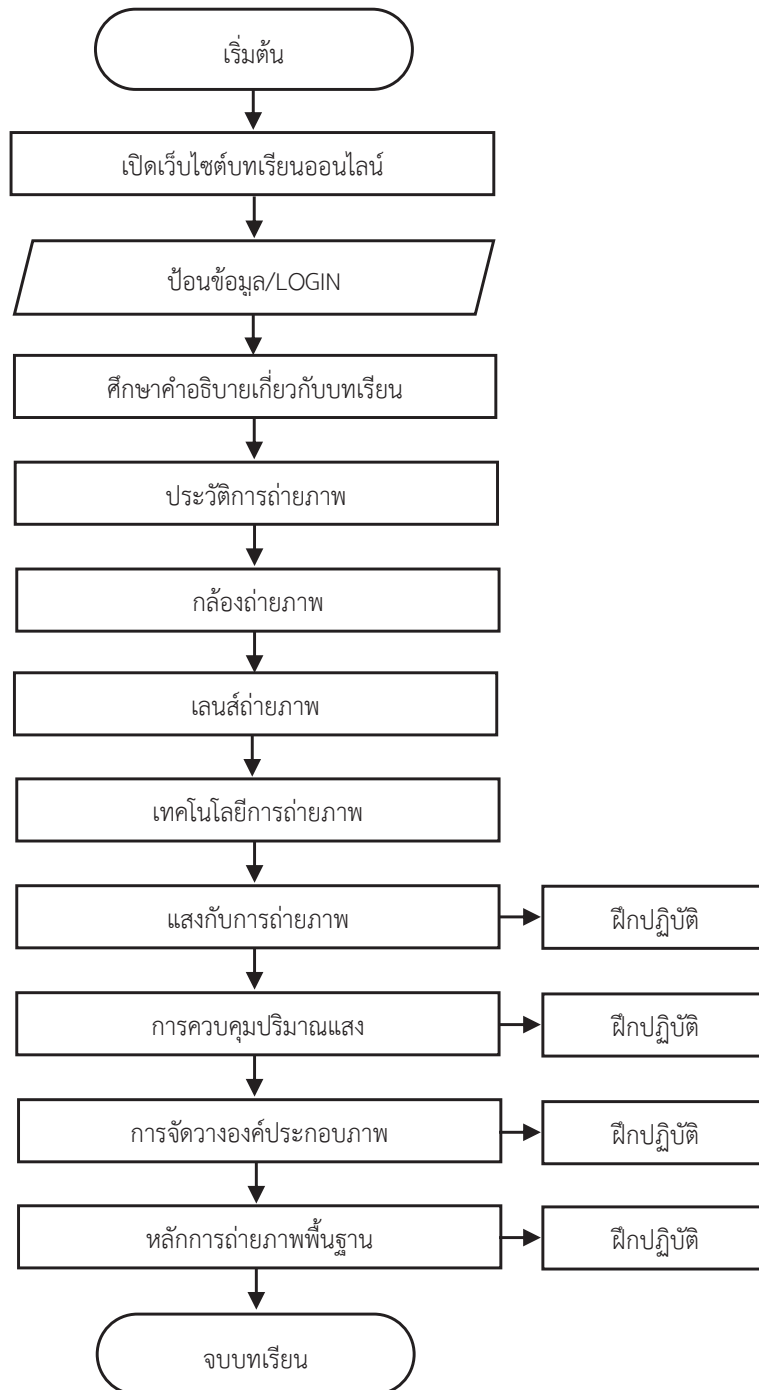 เริ่มต้น
เปิดเว็บไซต์บทเรียนออนไลน์
ป้อนข้อมูล/LOGIN
ศึกษาคำอธิบายเกี่ยวกับบทเรียน
ประวัติการถ่ายภาพ
กล้องถ่ายภาพ
เลนส์ถ่ายภาพ
เทคโนโลยีการถ่ายภาพ
แสงกับการถ่ายภาพ ฝึกปฏิบัติ
การควบคุมปริมาณแสง ฝึกปฏิบัติ
การจัดวางองค์ประกอบภาพ ฝึกปฏิบัติ
หลักการถ่ายภาพพื้นฐาน ฝึกปฏิบัติ
จบบทเรียน